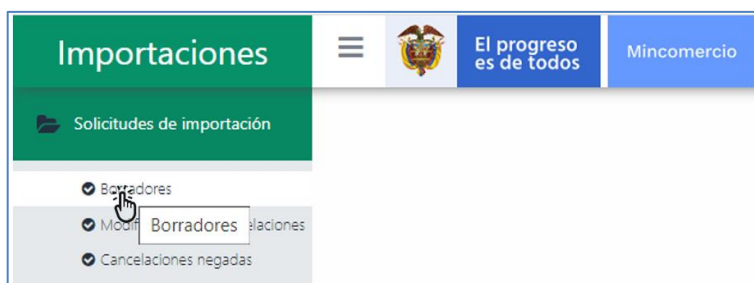 Importaciones
El progreso
es de todos
Mincomercio
Solicitudes de importación
Borradores
Borradores
Cancelaciones negadas